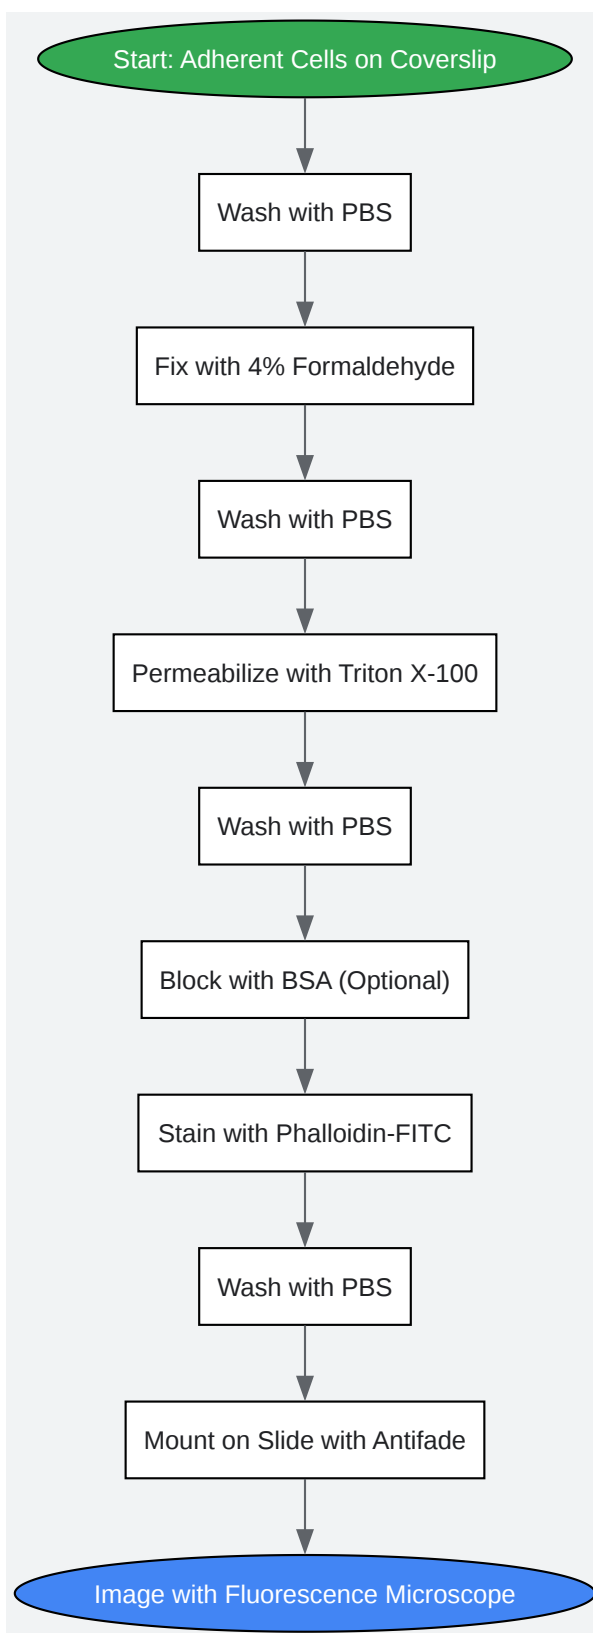 Start: Adherent Cells on Coverslip
Wash with PBS
Fix with 4% Formaldehyde
Wash with PBS
Permeabilize with Triton X-100
Wash with PBS
Block with BSA (Optional)
Stain with Phalloidin-FITC
Wash with PBS
Mount on Slide with Antifade
Image with Fluorescence Microscope